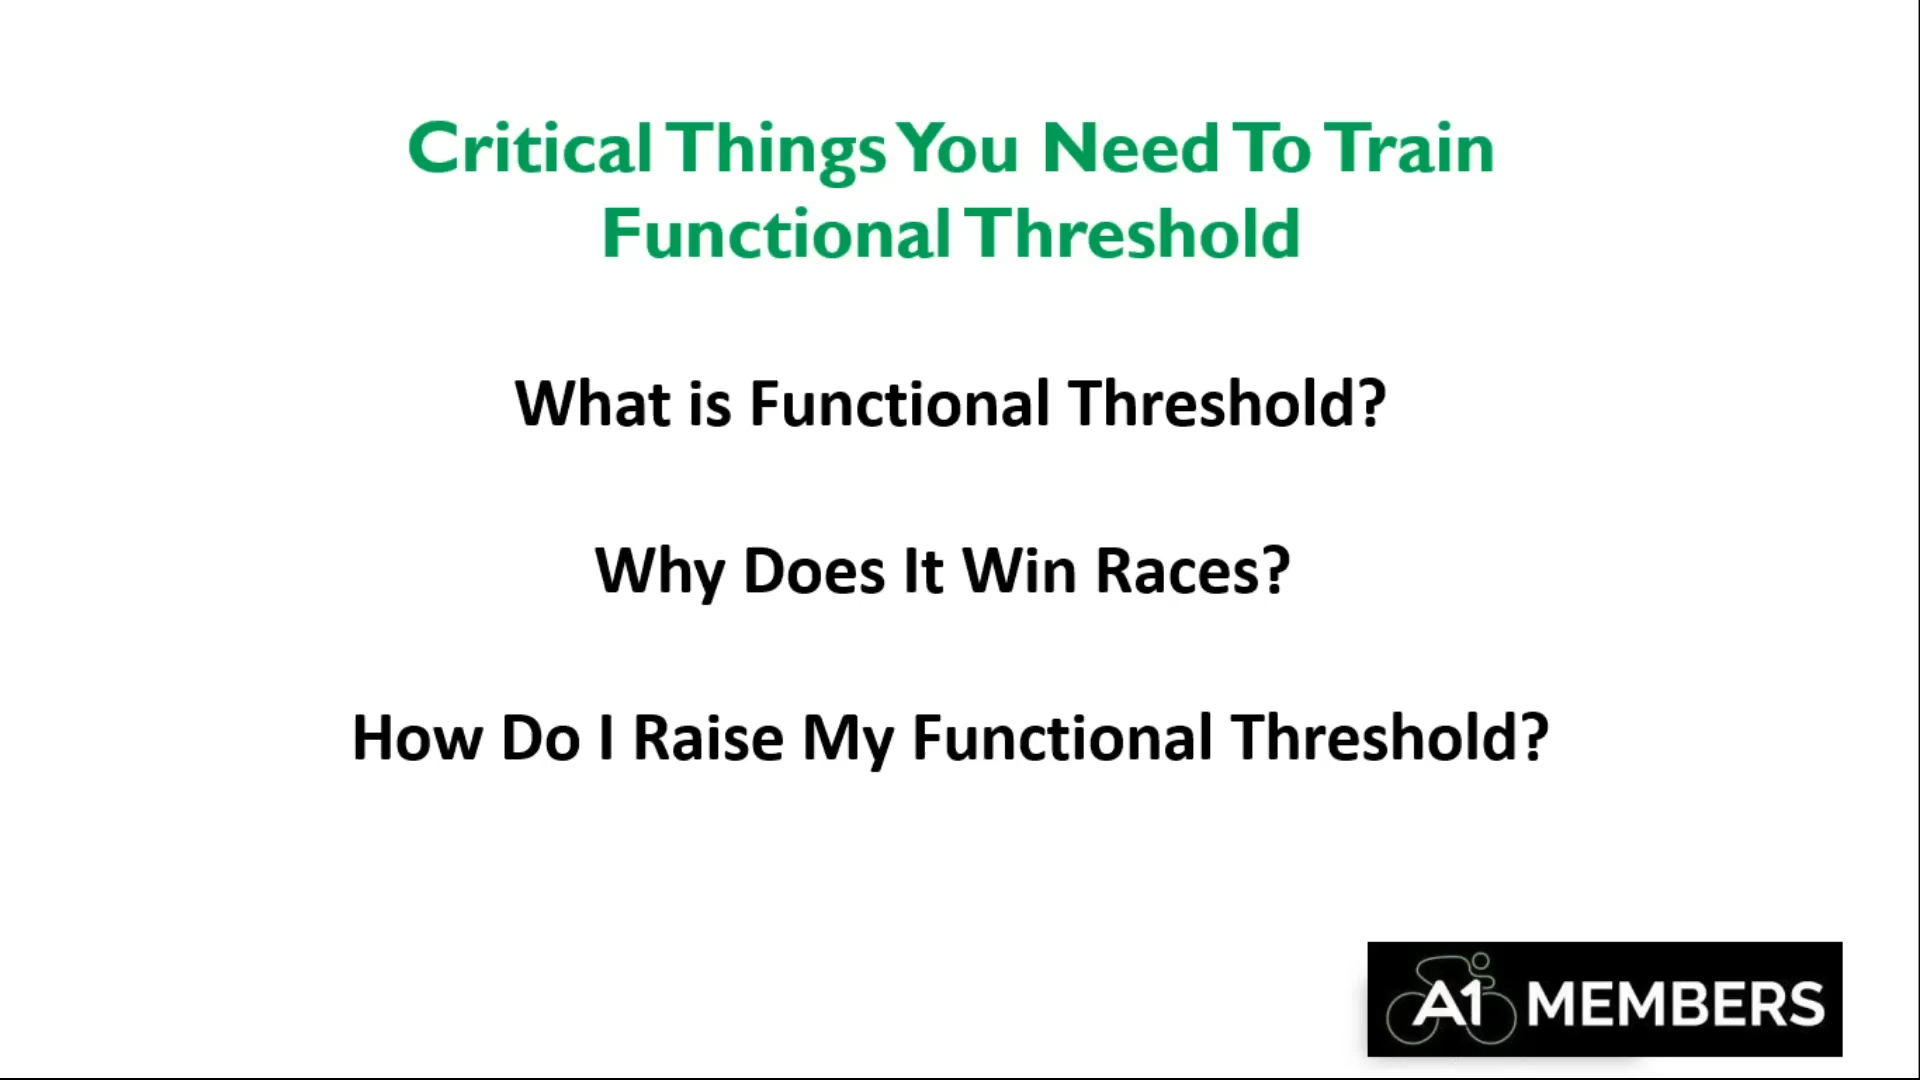 Critical Things You Need To Train
Functional Threshold
What is Functional Threshold?
Why Does It Win Races?
How Do I Raise My Functional Threshold?
A1 MEMBERS